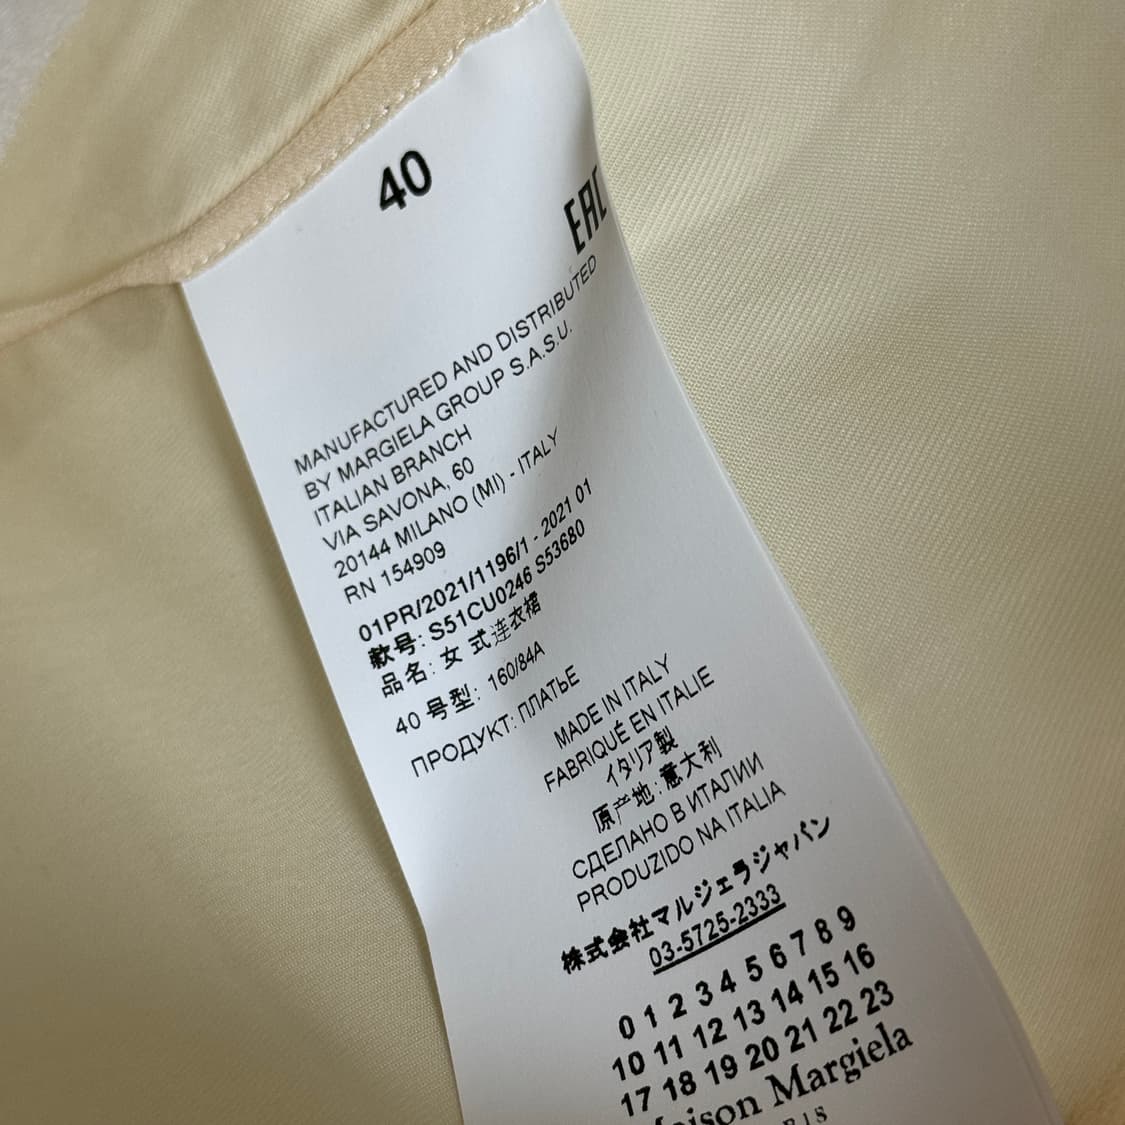 40
EAC
MANUFACTURED AND DISTRIBUTED
BY MARGIELA GROUP S.A.S.U.
ITALIAN BRANCH
VIA SAVONA, 60
20144 MILANO (MI) - ITALY
RN 154909
01PR/2021/1196/1 - 2021 01
款号: S51CU0246 S53680
品名: 女 式连衣裙
40 号型: 160/84A
ПРОДУКТ: ПЛАТЬЕ
MADE IN ITALY
FABRIQUÉ EN ITALIE
イタリア製
原产地: 意大利
СДЕЛАНО В ИТАЛИИ
PRODUZIDO NA ITALIA
株式会社マルジェラジャパン
03-5725-2333
0 1 2 3 4 5 6 7 8 9
10 11 12 13 14 15 16
17 18 19 20 21 22 23
Maison Margiela